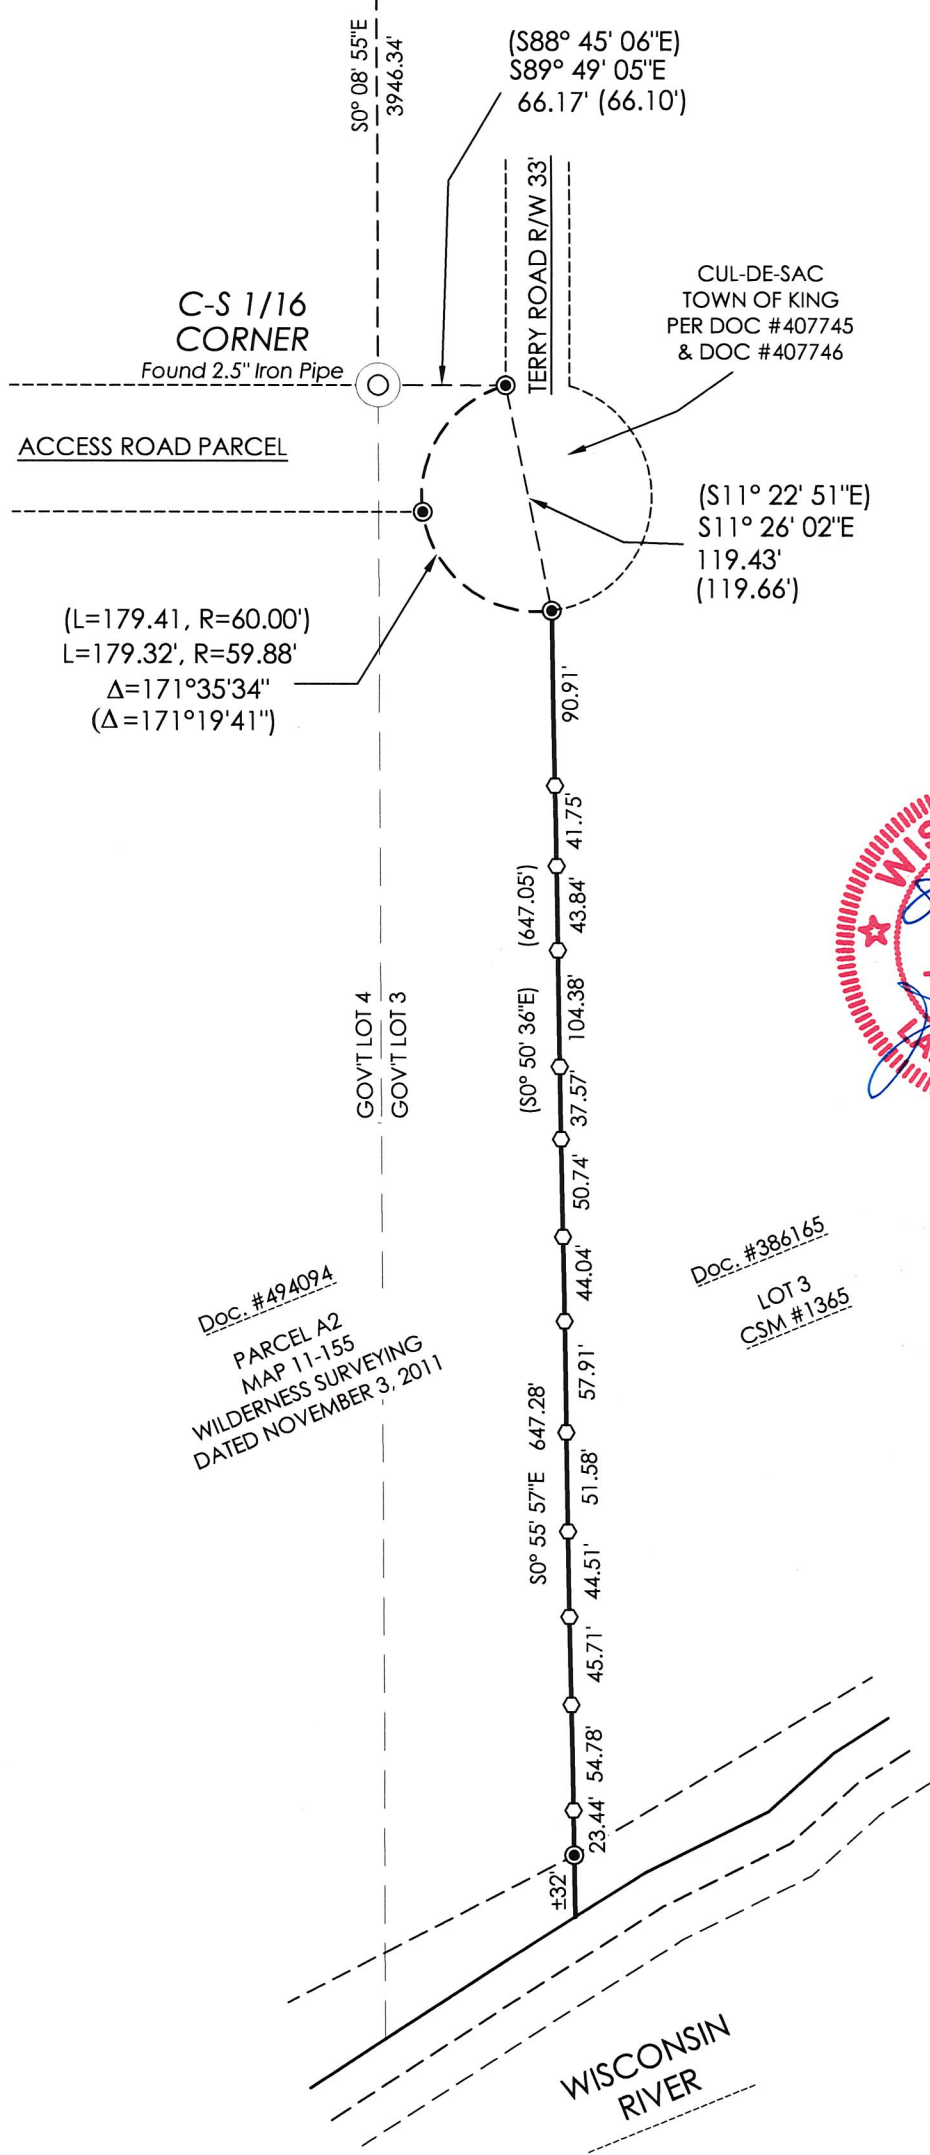 S0° 08' 55"E
3946.34'
(S88° 45' 06"E)
S89° 49' 05"E
66.17' (66.10')
TERRY ROAD R/W 33'
CUL-DE-SAC
TOWN OF KING
PER DOC #407745
& DOC #407746
C-S 1/16
CORNER
Found 2.5" Iron Pipe
ACCESS ROAD PARCEL
(S11° 22' 51"E)
S11° 26' 02"E
119.43'
(119.66')
(L=179.41, R=60.00')
L=179.32', R=59.88'
Δ=171°35'34"
(Δ=171°19'41")
90.91'
41.75'
43.84'
104.38'
37.57'
50.74'
44.04'
57.91'
51.58'
44.51'
45.71'
54.78'
23.44'
±32'
(S0° 50' 36"E) (647.05')
S0° 55' 57"E 647.28'
GOV'T LOT 4
GOV'T LOT 3
WIS
LA
Doc. #494094
PARCEL A2
MAP 11-155
WILDERNESS SURVEYING
DATED NOVEMBER 3, 2011
Doc. #386165
LOT 3
CSM #1365
WISCONSIN
RIVER